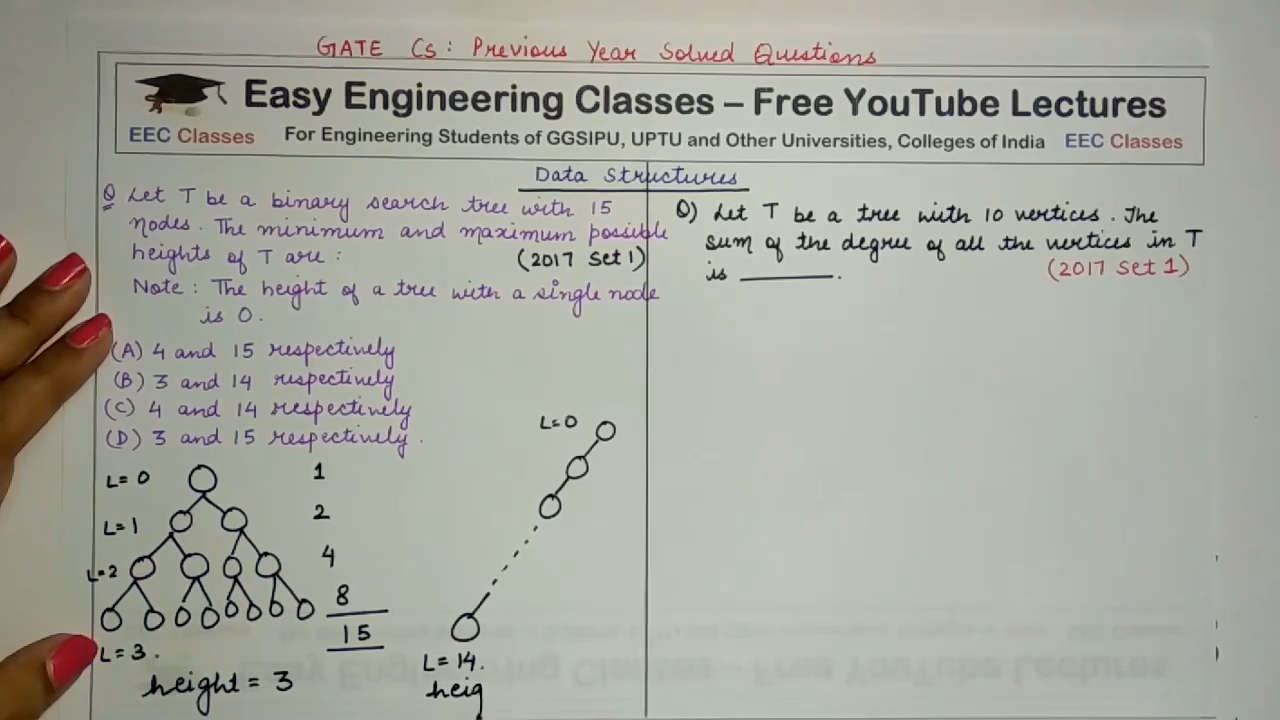 GATE CS: Previous Year Solved Questions
Easy Engineering Classes – Free YouTube Lectures
EEC Classes
For Engineering Students of GGSIPU, UPTU and Other Universities, Colleges of India
EEC Classes
Data Structures
Q Let T be a binary search tree with 15
nodes. The minimum and maximum possible
heights of T are:
(2017 Set 1)
Note: The height of a tree with a single node
is 0.
(A) 4 and 15 respectively
(B) 3 and 14 respectively
(C) 4 and 14 respectively
(D) 3 and 15 respectively.
L=0
1
L=1
2
L=2
4
8
15
L=3.
height = 3
L=0
L=14.
heig
Q) Let T be a tree with 10 vertices. The
sum of the degree of all the vertices in T
is ________.
(2017 Set 1)